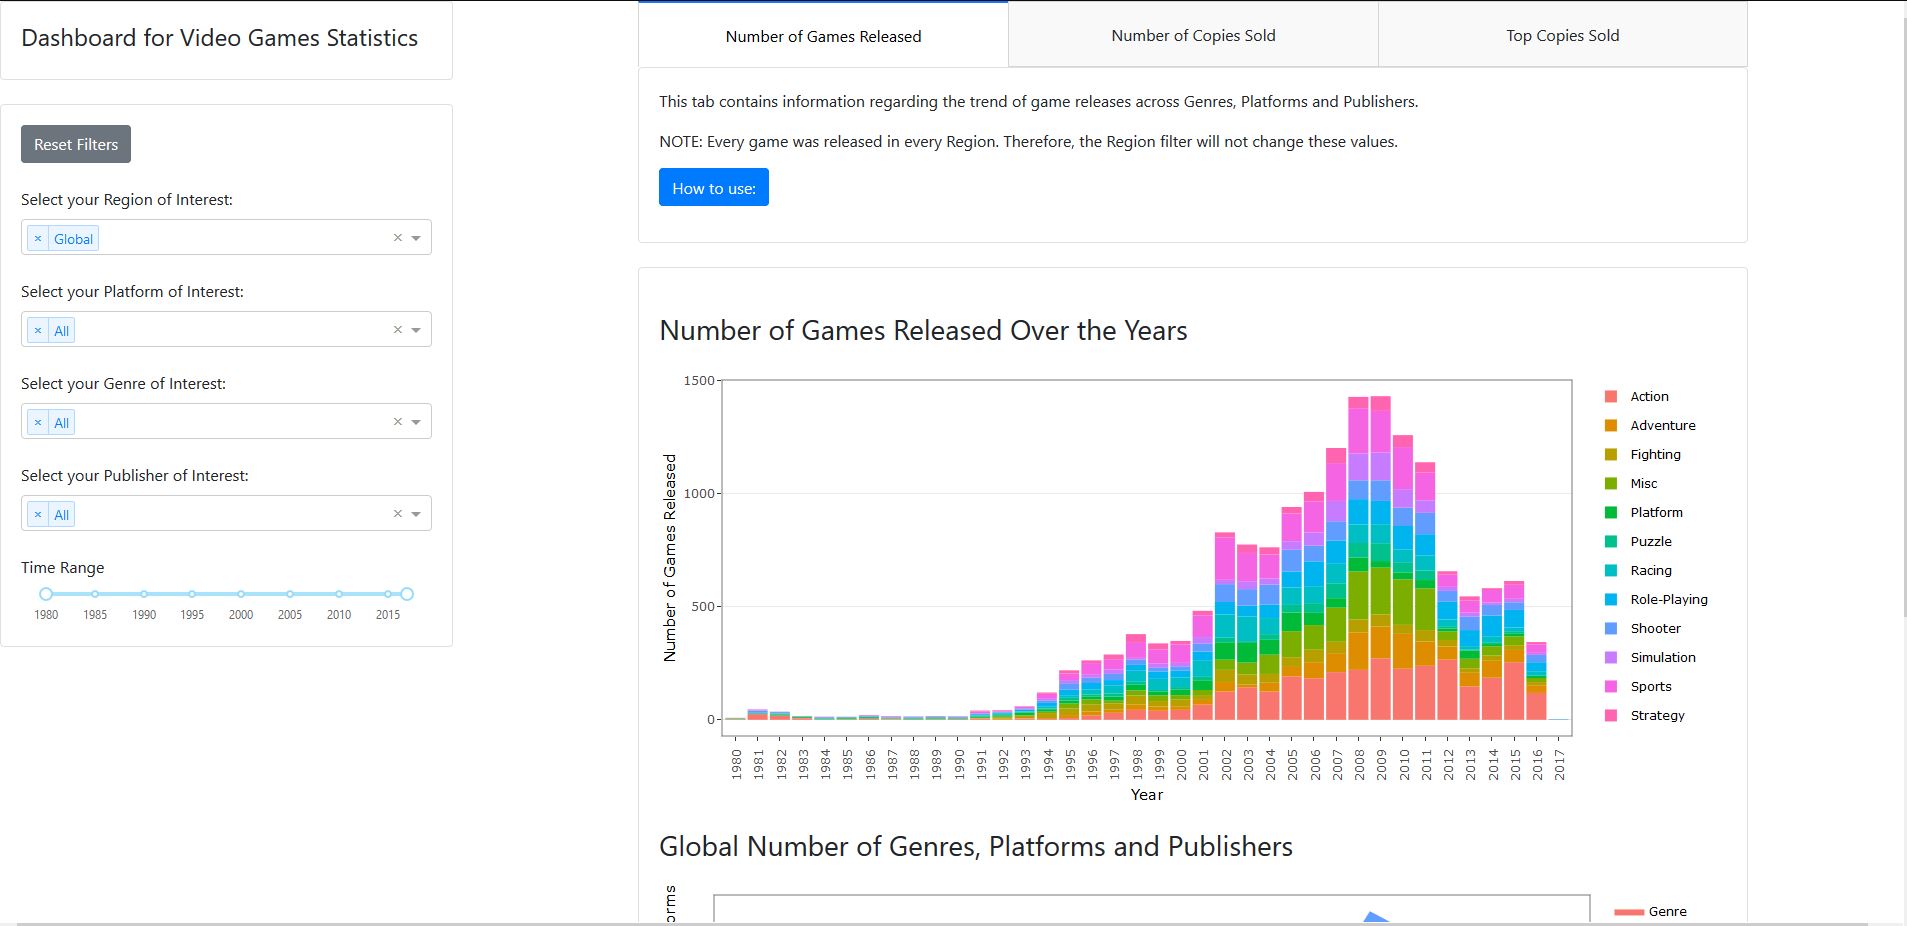 Dashboard for Video Games Statistics
Reset Filters
Select your Region of Interest:
× Global × 
Select your Platform of Interest:
× All × 
Select your Genre of Interest:
× All × 
Select your Publisher of Interest:
× All × 
Time Range
1980 1985 1990 1995 2000 2005 2010 2015
Number of Games Released
Number of Copies Sold
Top Copies Sold
This tab contains information regarding the trend of game releases across Genres, Platforms and Publishers.
NOTE: Every game was released in every Region. Therefore, the Region filter will not change these values.
How to use:
Number of Games Released Over the Years
Number of Games Released
1500
1000
500
0
1980 1981 1982 1983 1984 1985 1986 1987 1988 1989 1990 1991 1992 1993 1994 1995 1996 1997 1998 1999 2000 2001 2002 2003 2004 2005 2006 2007 2008 2009 2010 2011 2012 2013 2014 2015 2016 2017
Year
Action
Adventure
Fighting
Misc
Platform
Puzzle
Racing
Role-Playing
Shooter
Simulation
Sports
Strategy
Global Number of Genres, Platforms and Publishers
orms
Genre